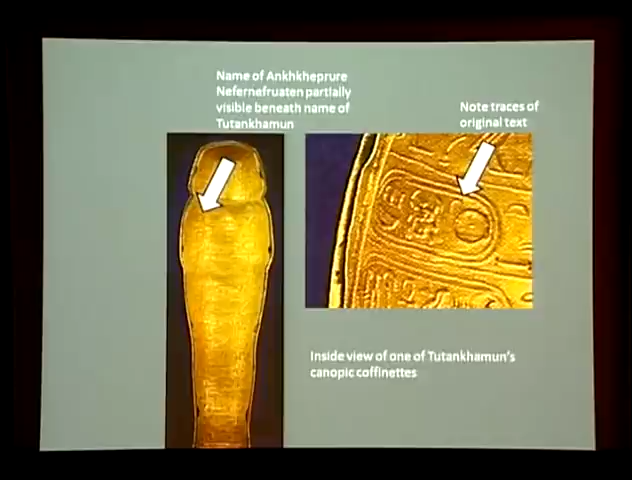 Name of Ankhkheprure
Nefernefruaten partially
visible beneath name of
Tutankhamun
Note traces of
original text
Inside view of one of Tutankhamun's
canopic coffinettes